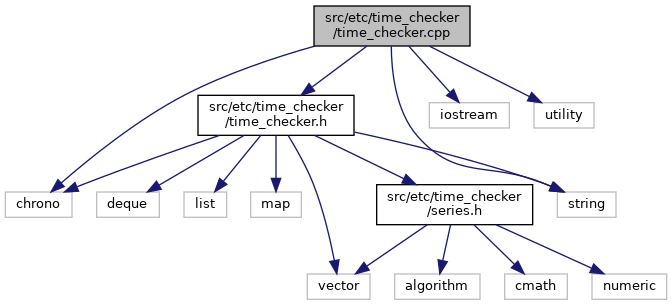 src/etc/time_checker
/time_checker.cpp
src/etc/time_checker
/time_checker.h
iostream
utility
chrono
deque
list
map
src/etc/time_checker
/series.h
string
vector
algorithm
cmath
numeric